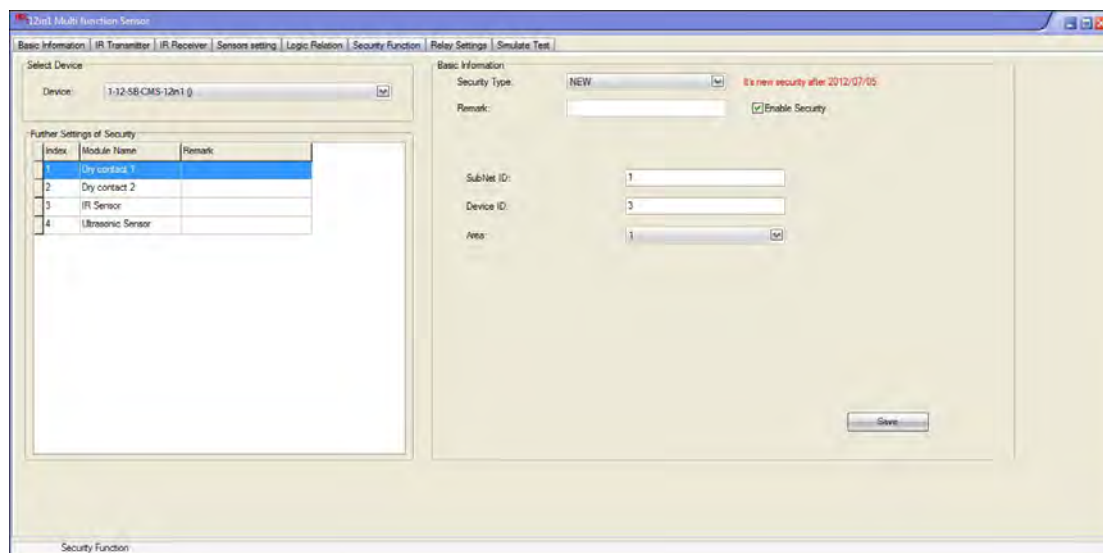 12in1 Multi function Sensor
Basic Information | IR Transmitter | IR Receiver | Sensors setting | Logic Relation | Security Function | Relay Settings | Simulate Test
Select Device
Device: 1-12-SB-CMS-12in1 ()
Further Settings of Security
Index Module Name Remark
1 Dry contact 1
2 Dry contact 2
3 IR Sensor
4 Ultrasonic Sensor
Basic Information
Security Type: NEW It's new security after 2012/07/05
Remark: Enable Security
SubNet ID: 1
Device ID: 3
Area: 1
Save
Security Function